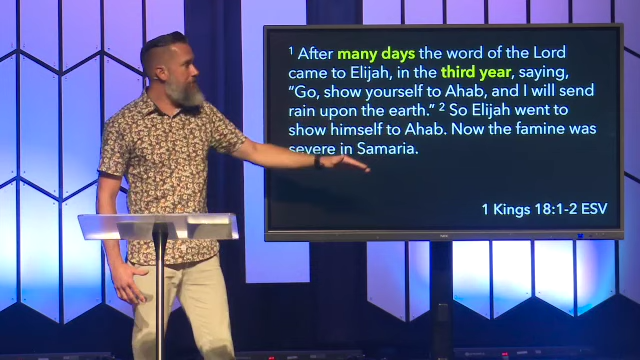 ¹ After many days the word of the Lord
came to Elijah, in the third year, saying,
“Go, show yourself to Ahab, and I will send
rain upon the earth.” ² So Elijah went to
show himself to Ahab. Now the famine was
severe in Samaria.
1 Kings 18:1-2 ESV